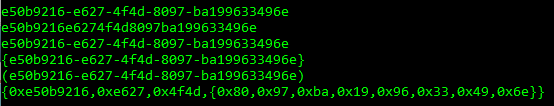 e50b9216-e627-4f4d-8097-ba199633496e
e50b9216e6274f4d8097ba199633496e
e50b9216-e627-4f4d-8097-ba199633496e
{e50b9216-e627-4f4d-8097-ba199633496e}
(e50b9216-e627-4f4d-8097-ba199633496e)
{0xe50b9216,0xe627,0x4f4d,{0x80,0x97,0xba,0x19,0x96,0x33,0x49,0x6e}}